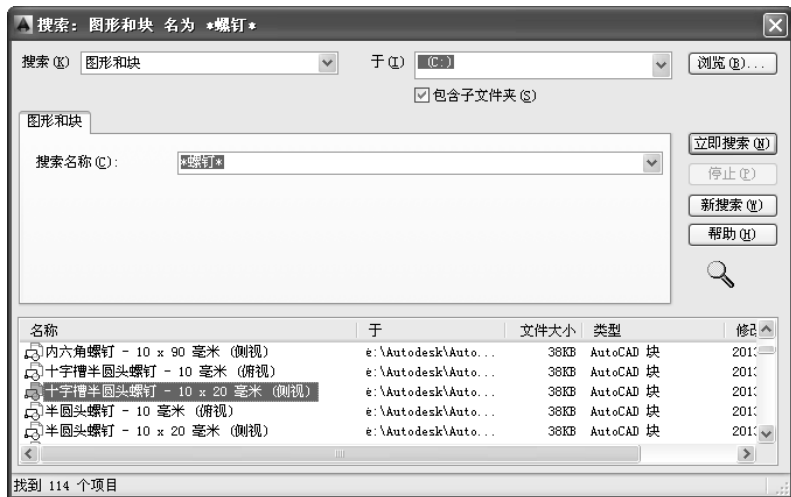 搜索: 图形和块 名为 *螺钉*
搜索(K) 图形和块 于(I) (C:) 浏览(B)...
包含子文件夹(S)
图形和块
立即搜索(N)
搜索名称(C): *螺钉*
停止(P)
新搜索(W)
帮助(H)
名称 于 文件大小 类型 修改
内六角螺钉 - 10 x 90 毫米 (侧视) e:\Autodesk\Auto... 38KB AutoCAD 块 2013
十字槽半圆头螺钉 - 10 毫米 (俯视) e:\Autodesk\Auto... 38KB AutoCAD 块 2013
十字槽半圆头螺钉 - 10 x 20 毫米 (侧视) e:\Autodesk\Auto... 38KB AutoCAD 块 2013
半圆头螺钉 - 10 毫米 (俯视) e:\Autodesk\Auto... 38KB AutoCAD 块 2013
半圆头螺钉 - 10 x 20 毫米 (侧视) e:\Autodesk\Auto... 38KB AutoCAD 块 2013
找到 114 个项目